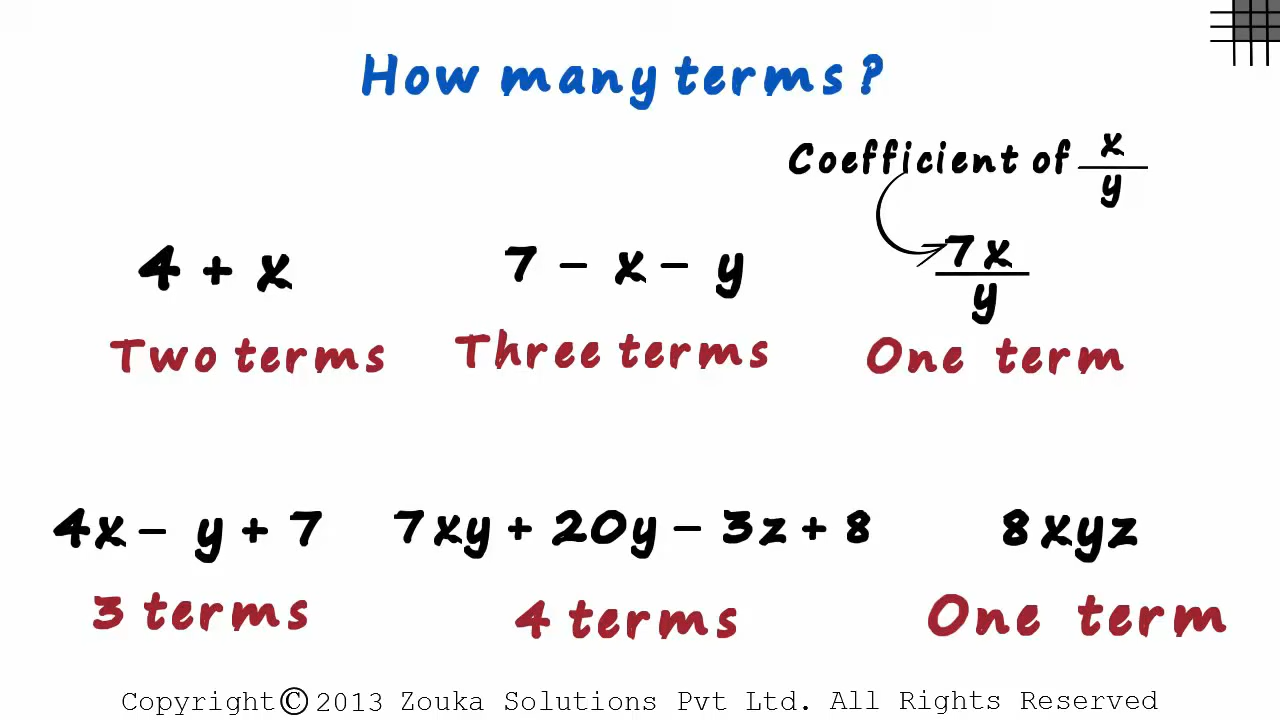 How many terms?
Coefficient of x/y
4 + x
7 - x - y
-7x/y
Two terms
Three terms
One term
4x - y + 7
7xy + 20y - 3z + 8
8xyz
3 terms
4 terms
One term
Copyright © 2013 Zouka Solutions Pvt Ltd. All Rights Reserved